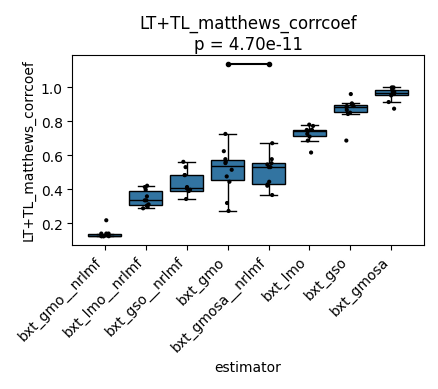 LT+TL_matthews_corrcoef
p = 4.70e-11
LT+TL_matthews_corrcoef
1.0
0.8
0.6
0.4
0.2
bxt_gmo__nrlmf
bxt_lmo__nrlmf
bxt_gso__nrlmf
bxt_gmo
bxt_gmosa__nrlmf
bxt_lmo
bxt_gso
bxt_gmosa
estimator